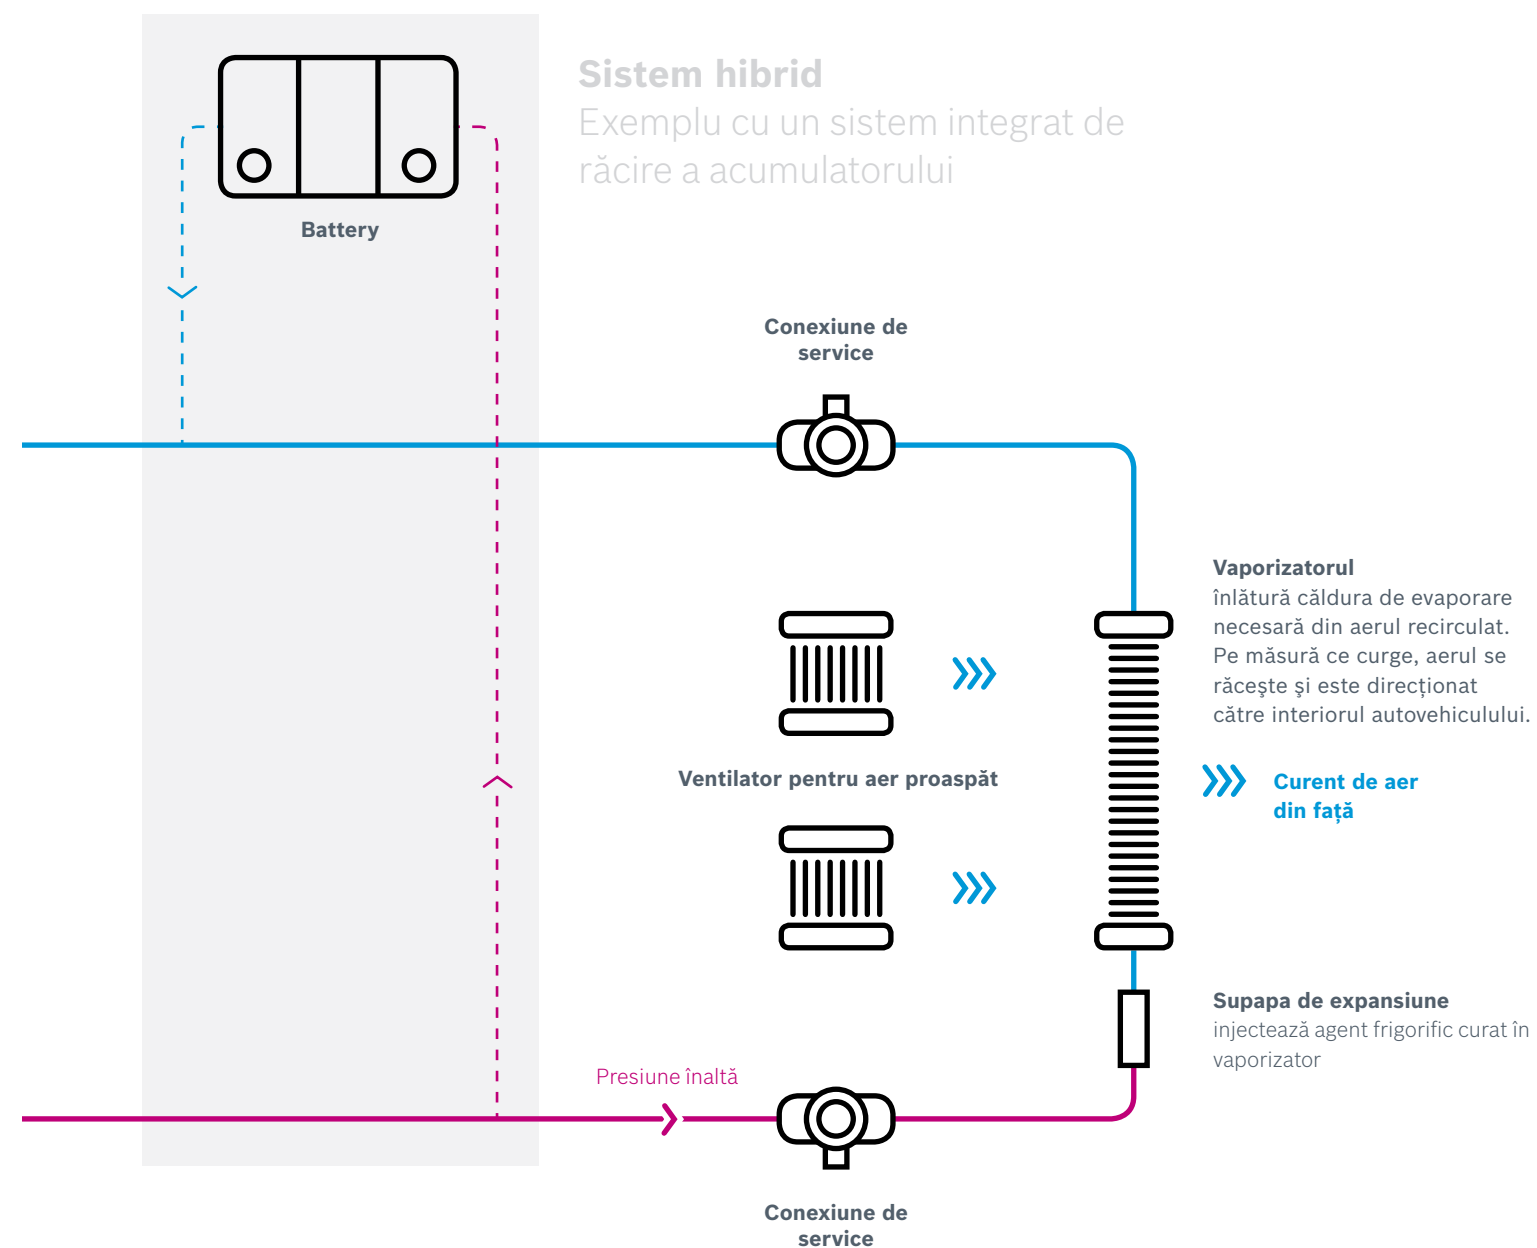 Sistem hibrid
Exemplu cu un sistem integrat de
răcire a acumulatorului
Battery
Conexiune de
service
Vaporizatorul
înlătură căldura de evaporare
necesară din aerul recirculat.
Pe măsură ce curge, aerul se
răceşte şi este direcționat
către interiorul autovehiculului.
Ventilator pentru aer proaspăt
Curent de aer
din față
Supapa de expansiune
injectează agent frigorific curat în
vaporizator
Presiune înaltă
Conexiune de
service